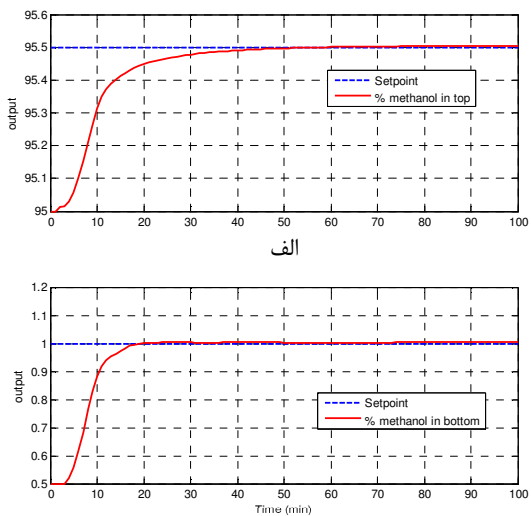 95.6
95.5
95.4
95.3
95.2
95.1
95
output
Setpoint
% methanol in top
0 10 20 30 40 50 60 70 80 90 100
الف
1.2
1.1
1
0.9
0.8
0.7
0.6
0.5
output
Setpoint
% methanol in bottom
0 10 20 30 40 50 60 70 80 90 100
Time (min)